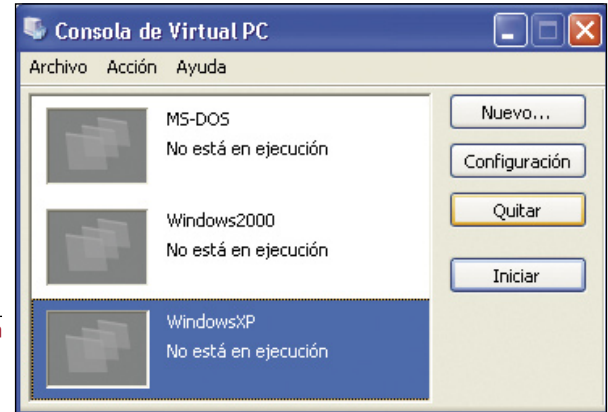 Consola de Virtual PC
Archivo Acción Ayuda
MS-DOS
No está en ejecución
Windows2000
No está en ejecución
WindowsXP
No está en ejecución
Nuevo...
Configuración
Quitar
Iniciar